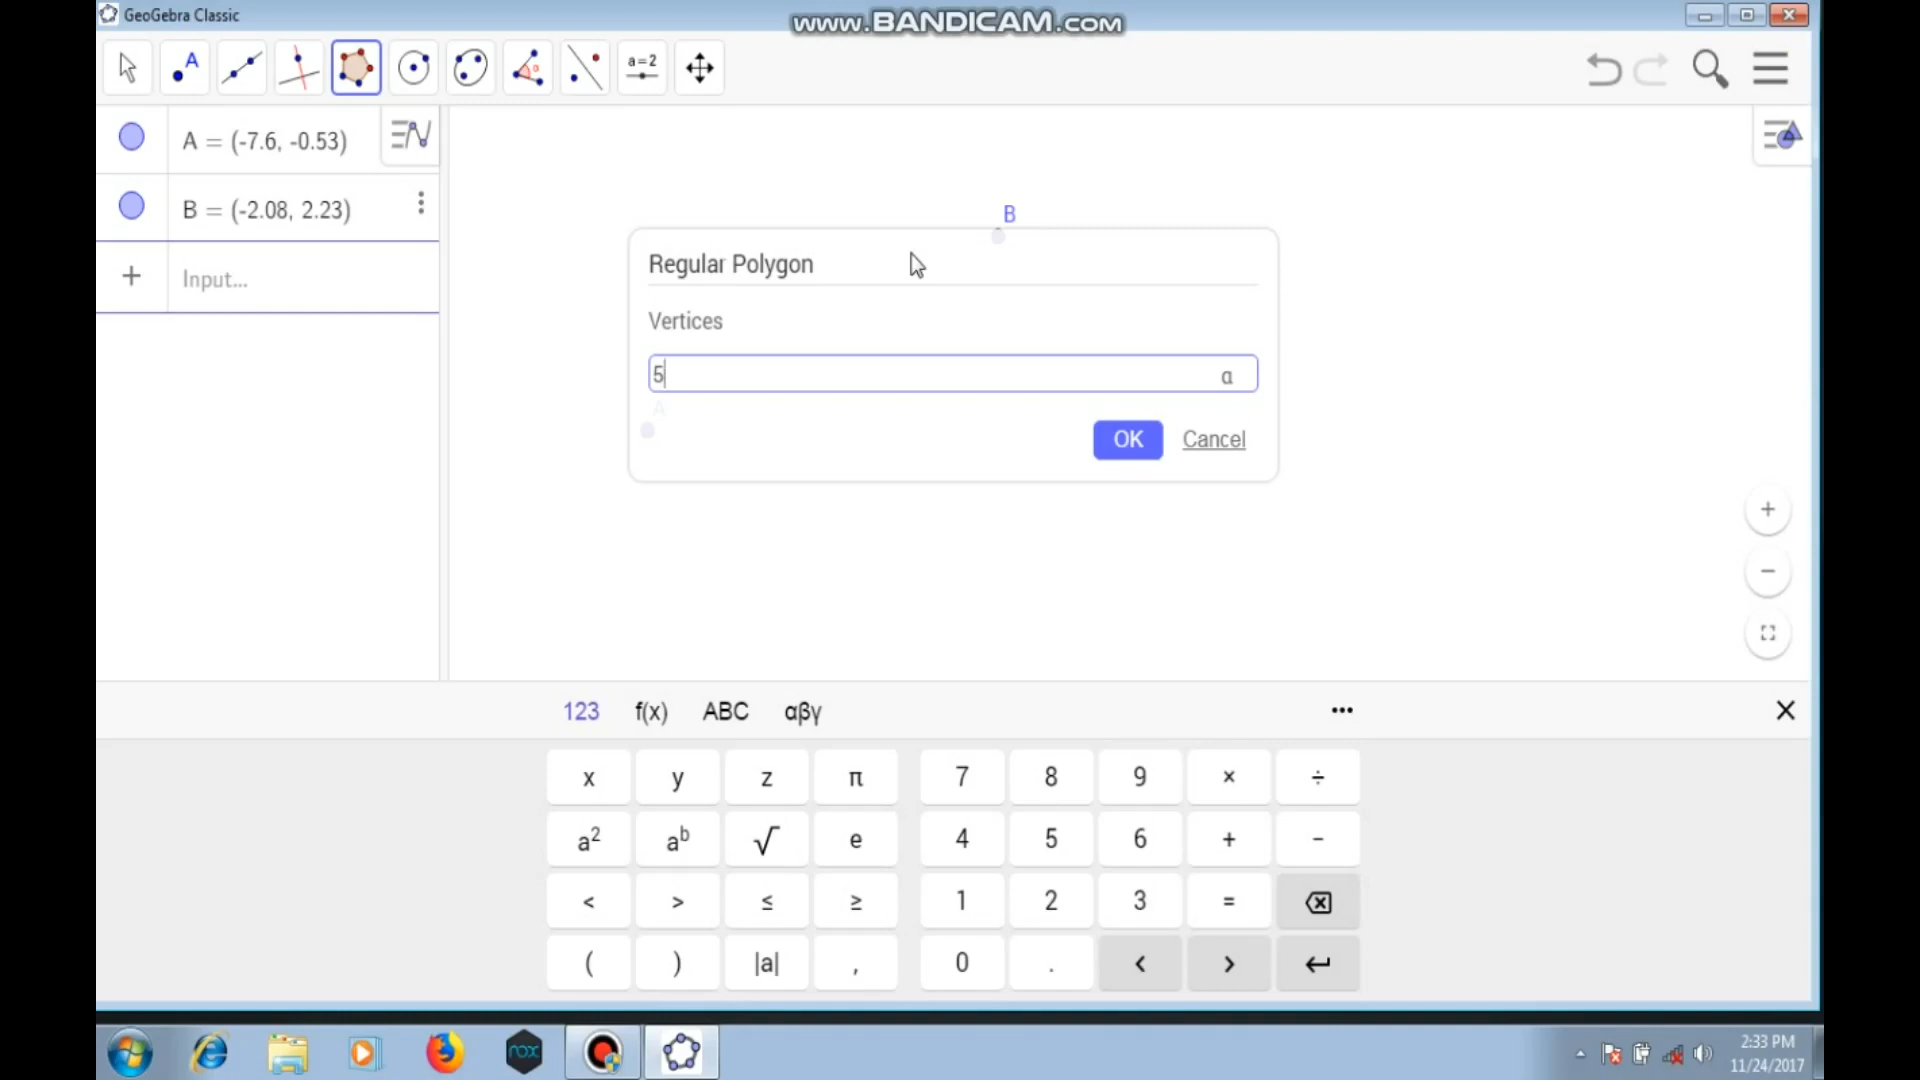 GeoGebra Classic
www.BANDICAM.com
A
α
a=2
A = (-7.6, -0.53)
B = (-2.08, 2.23)
+ Input...
B
Regular Polygon
Vertices
5
α
A
OK Cancel
+
−
123 f(x) ABC αβγ ...
x y z π 7 8 9 × ÷
a² aᵇ √ e 4 5 6 + −
< > ≤ ≥ 1 2 3 =
( ) |a| , 0 . < >
nox
2:33 PM
11/24/2017